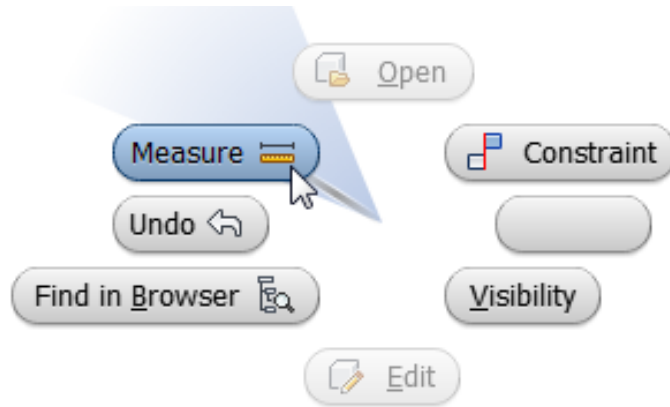 Open
Measure
Constraint
Undo
Find in Browser
Visibility
Edit